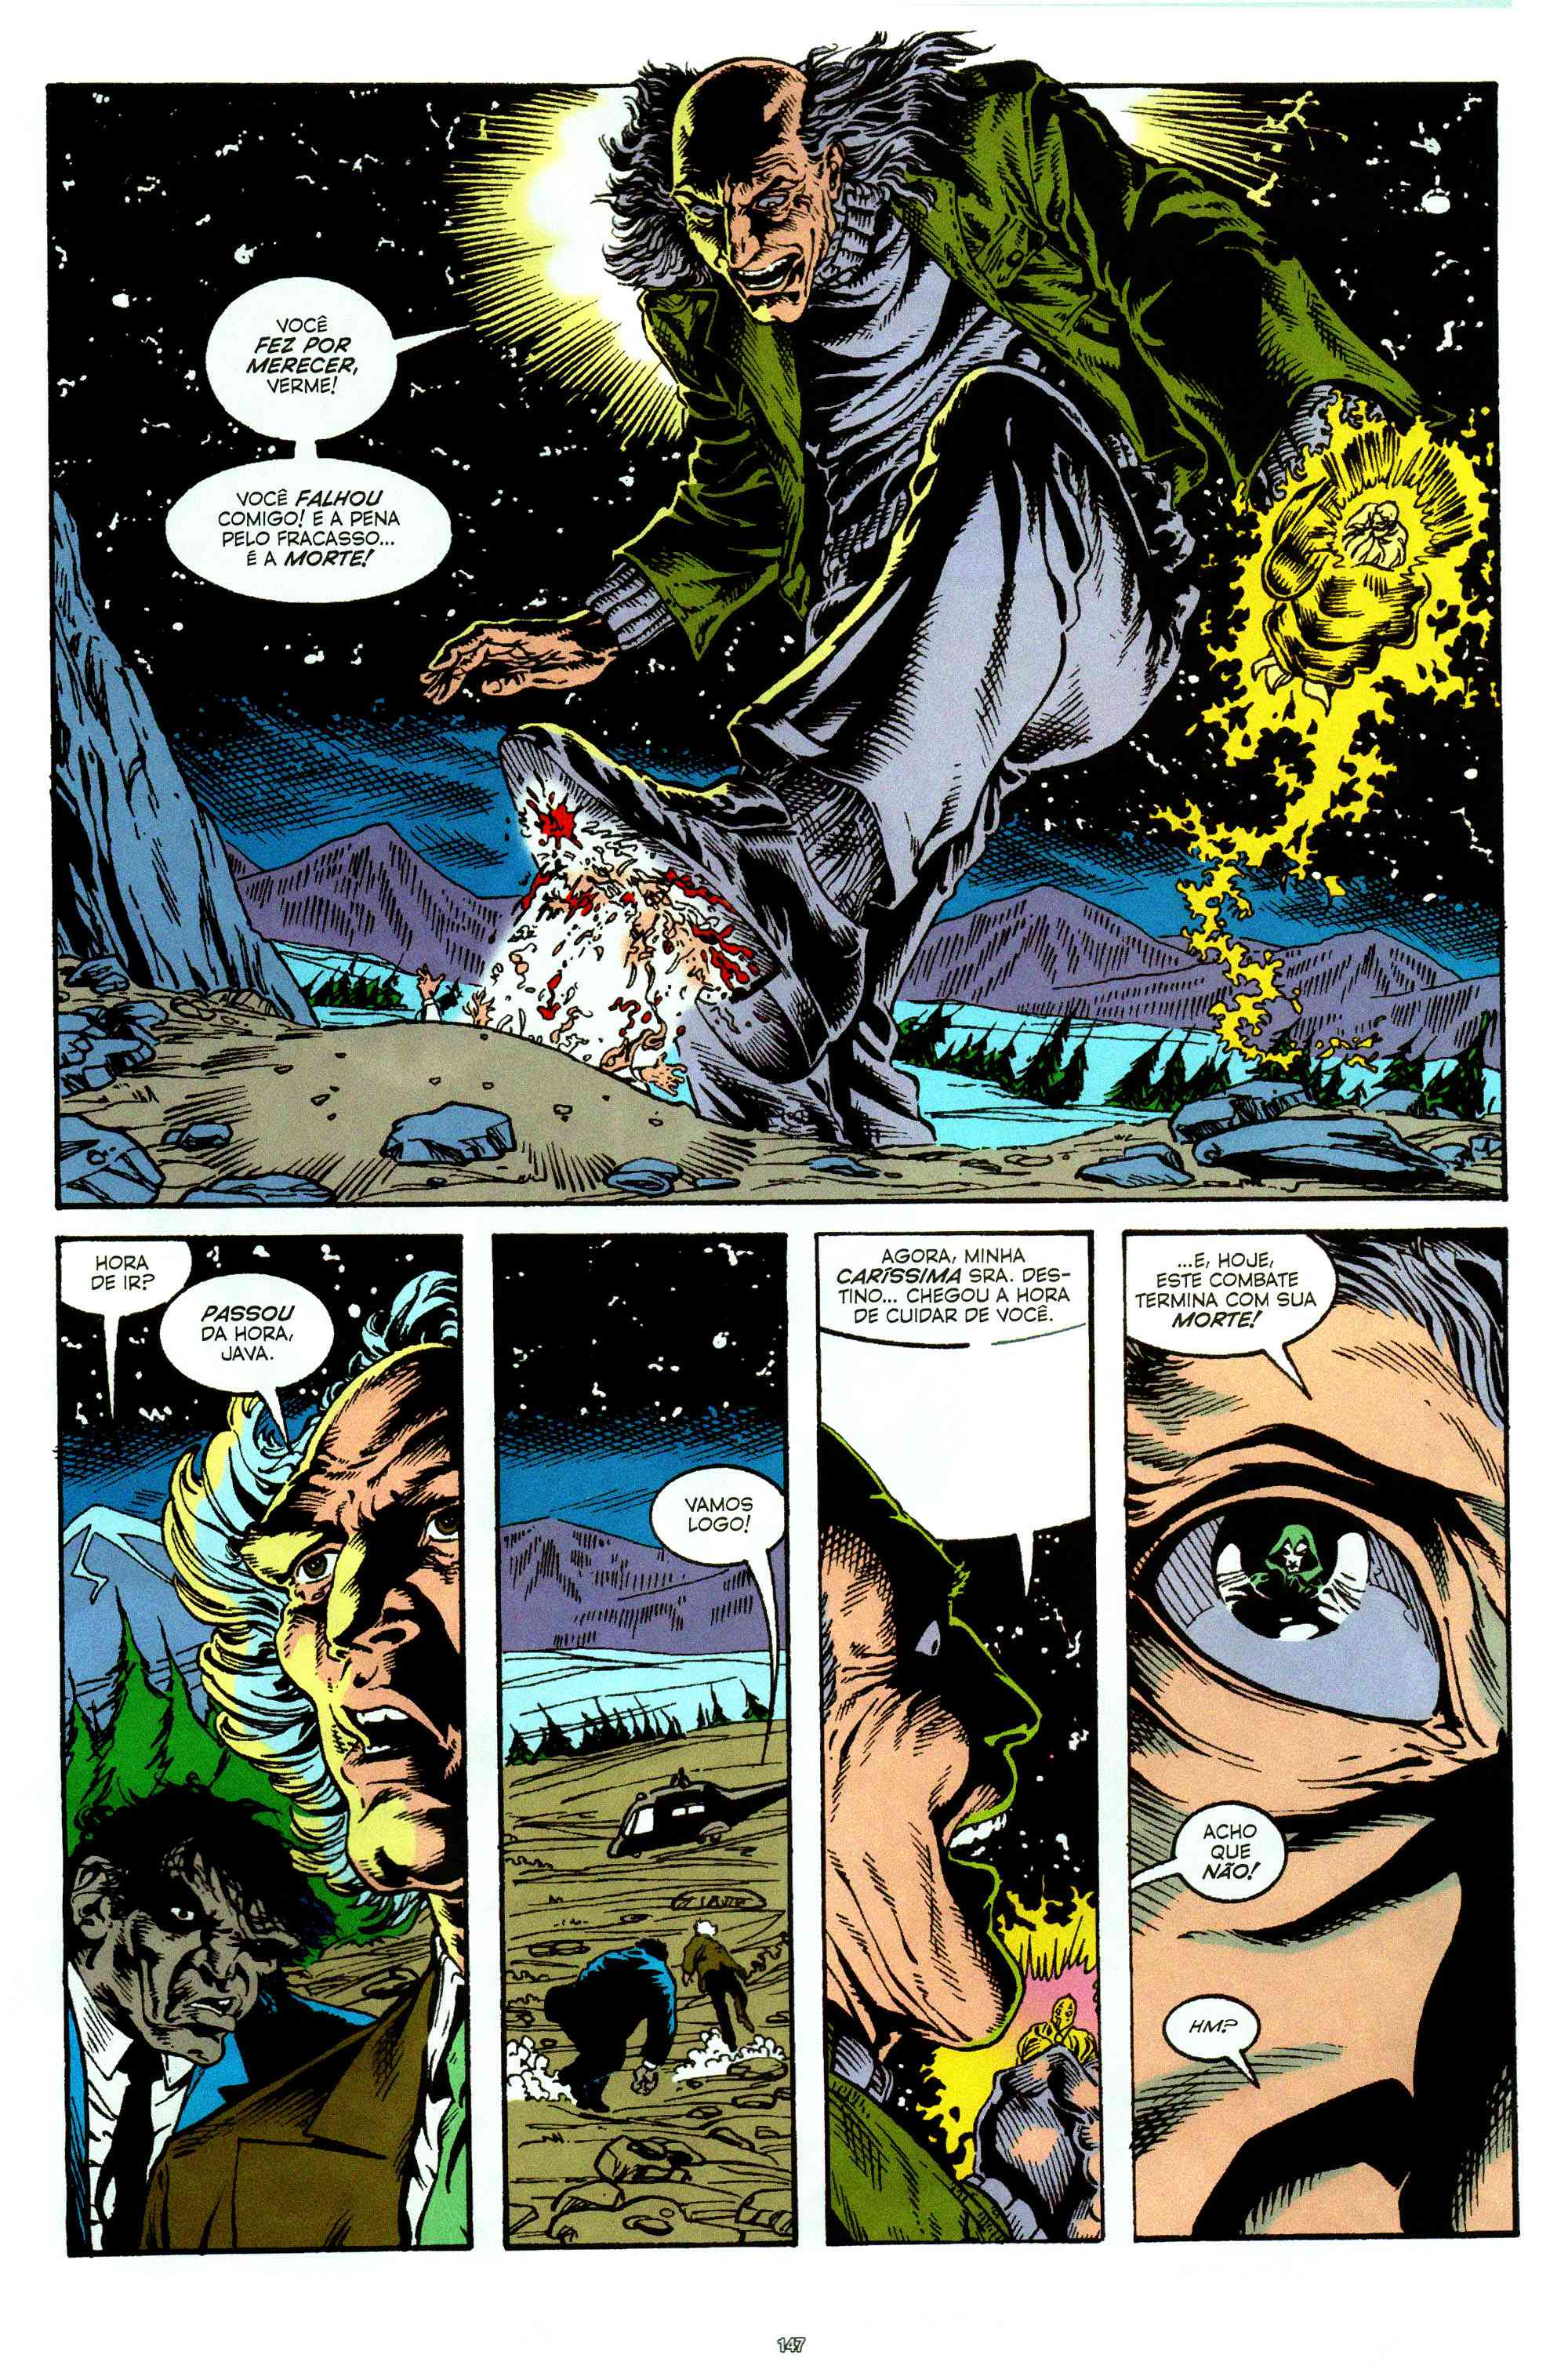 VOCÊ
FEZ POR
MERECER,
VERME!
VOCÊ FALHOU
COMIGO! E A PENA
PELO FRACASSO...
É A MORTE!
HORA
DE IR?
PASSOU
DA HORA,
JAVA.
VAMOS
LOGO!
AGORA, MINHA
CARÍSSIMA SRA. DES-
TINO... CHEGOU A HORA
DE CUIDAR DE VOCÊ.
...E, HOJE,
ESTE COMBATE
TERMINA COM SUA
MORTE!
ACHO
QUE
NÃO!
HM?
147